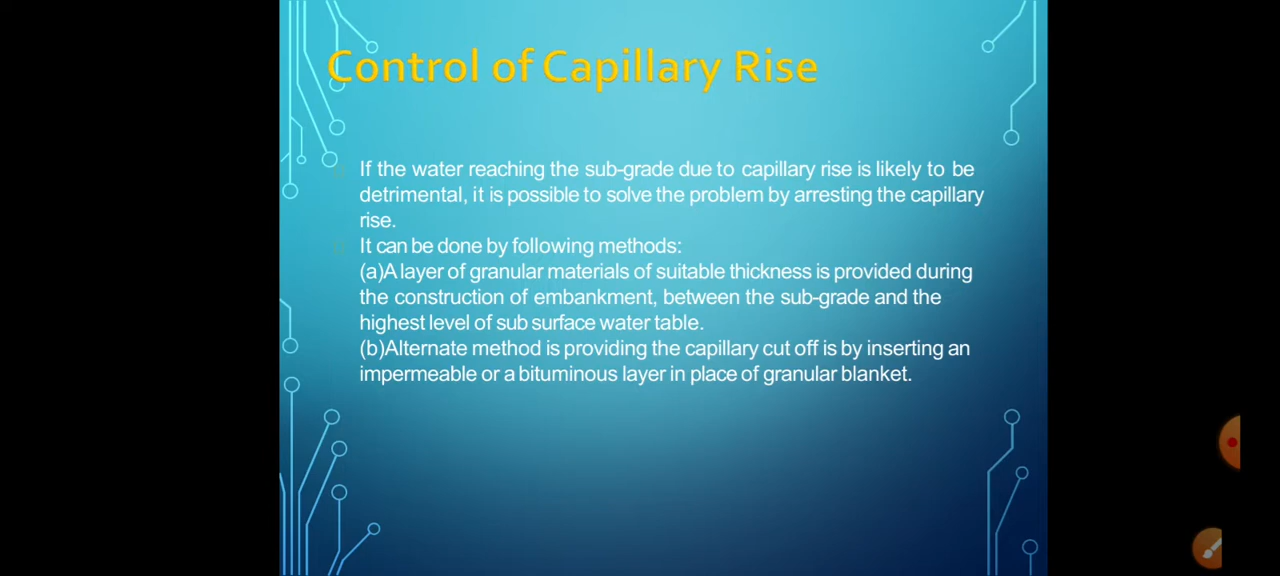 Control of Capillary Rise
If the water reaching the sub-grade due to capillary rise is likely to be
detrimental, it is possible to solve the problem by arresting the capillary
rise.
It can be done by following methods:
(a)A layer of granular materials of suitable thickness is provided during
the construction of embankment, between the sub-grade and the
highest level of sub surface water table.
(b)Alternate method is providing the capillary cut off is by inserting an
impermeable or a bituminous layer in place of granular blanket.